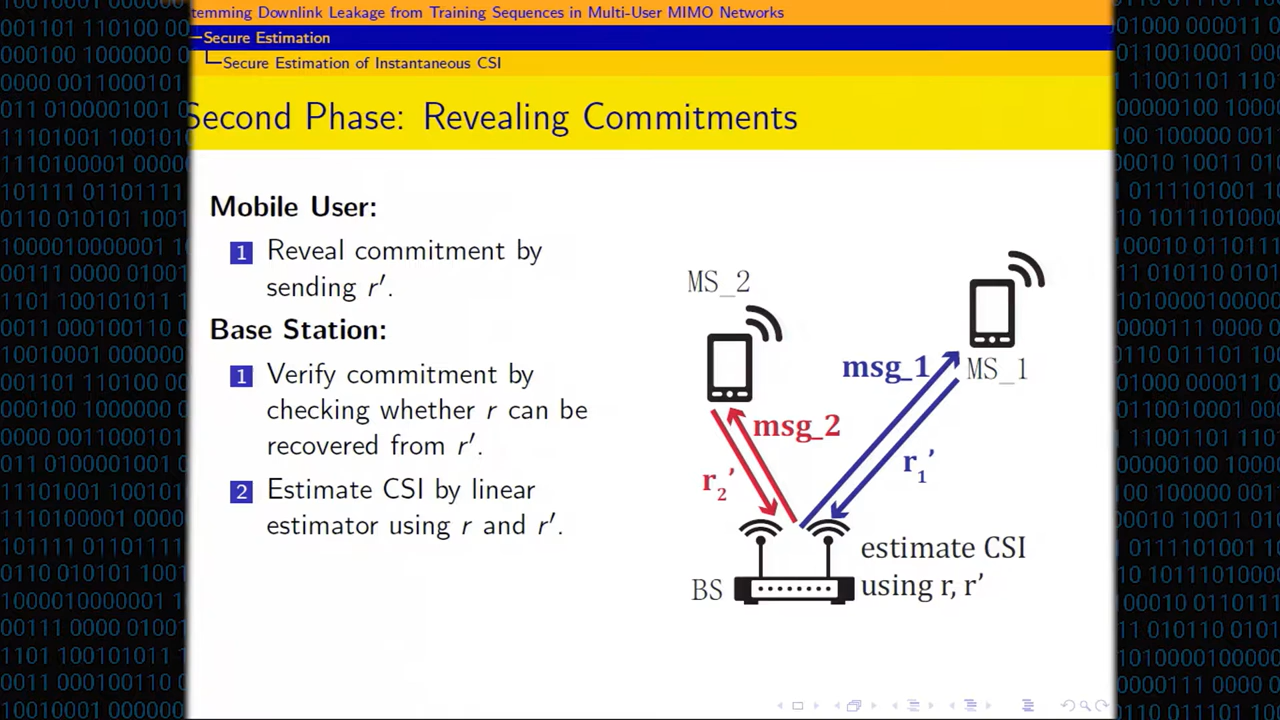 temming Downlink Leakage from Training Sequences in Multi-User MIMO Networks
Secure Estimation
Secure Estimation of Instantaneous CSI
Second Phase: Revealing Commitments
Mobile User:
1 Reveal commitment by
sending r′.
Base Station:
1 Verify commitment by
checking whether r can be
recovered from r′.
2 Estimate CSI by linear
estimator using r and r′.
MS_2
msg_1
MS_1
msg_2
r₂’
r₁’
estimate CSI
BS
using r, r’